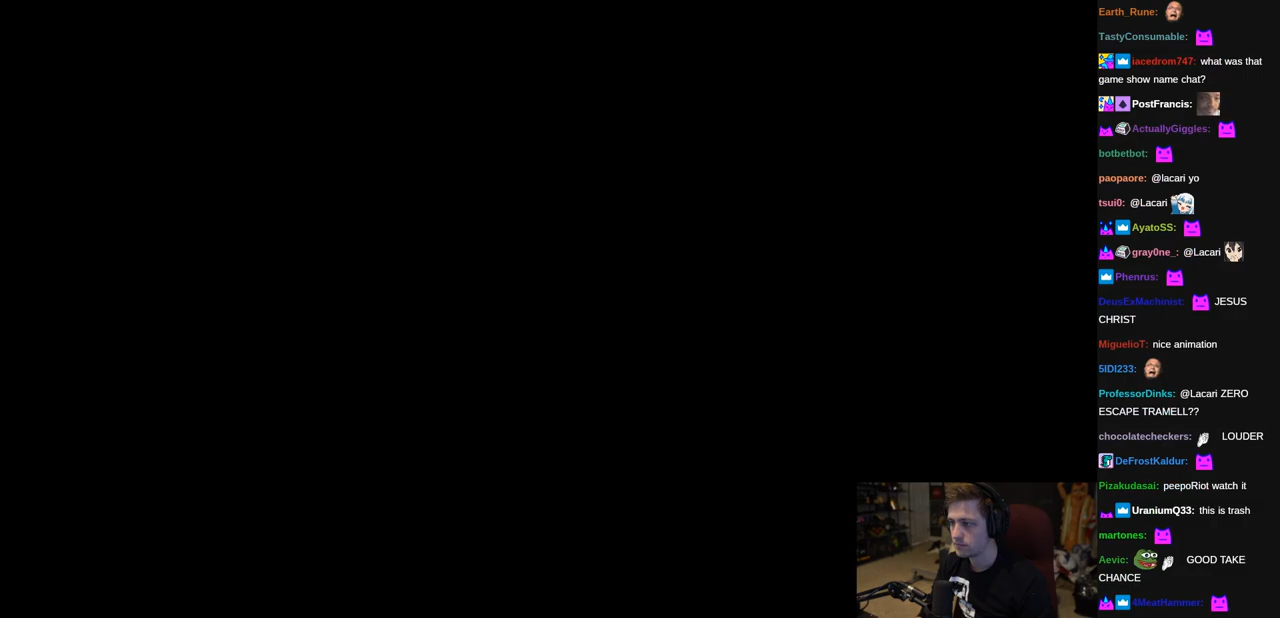 Earth_Rune:
TastyConsumable:
iacedrom747: what was that
game show name chat?
PostFrancis:
ActuallyGiggles:
botbetbot:
paopaore: @lacari yo
tsui0: @Lacari
AyatoSS:
gray0ne_: @Lacari
Phenrus:
DeusExMachinist: JESUS
CHRIST
MiguelioT: nice animation
5IDI233:
ProfessorDinks: @Lacari ZERO
ESCAPE TRAMELL??
chocolatecheckers: LOUDER
DeFrostKaldur:
Pizakudasai: peepoRiot watch it
UraniumQ33: this is trash
martones:
Aevic: GOOD TAKE
CHANCE
4MeatHammer: